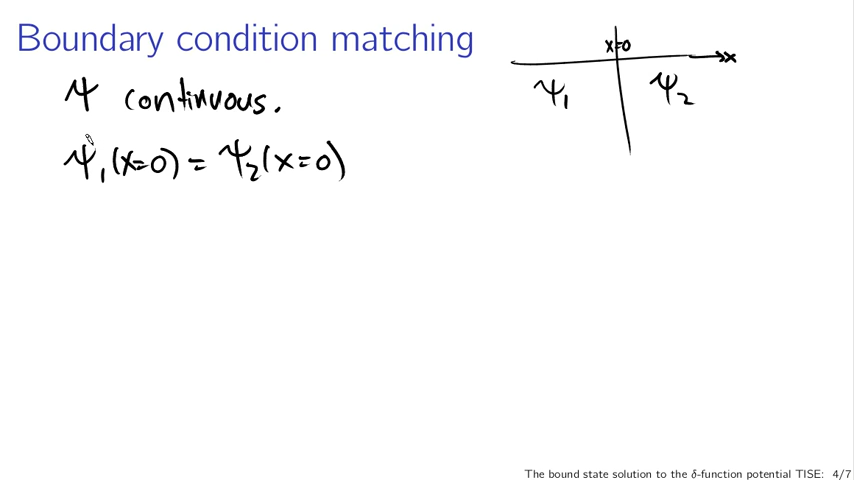 Boundary condition matching
x=0
x
ψ continuous.
ψ₁ ψ₂
ψ₁(x=0) = ψ₂(x=0)
The bound state solution to the δ-function potential TISE: 4/7